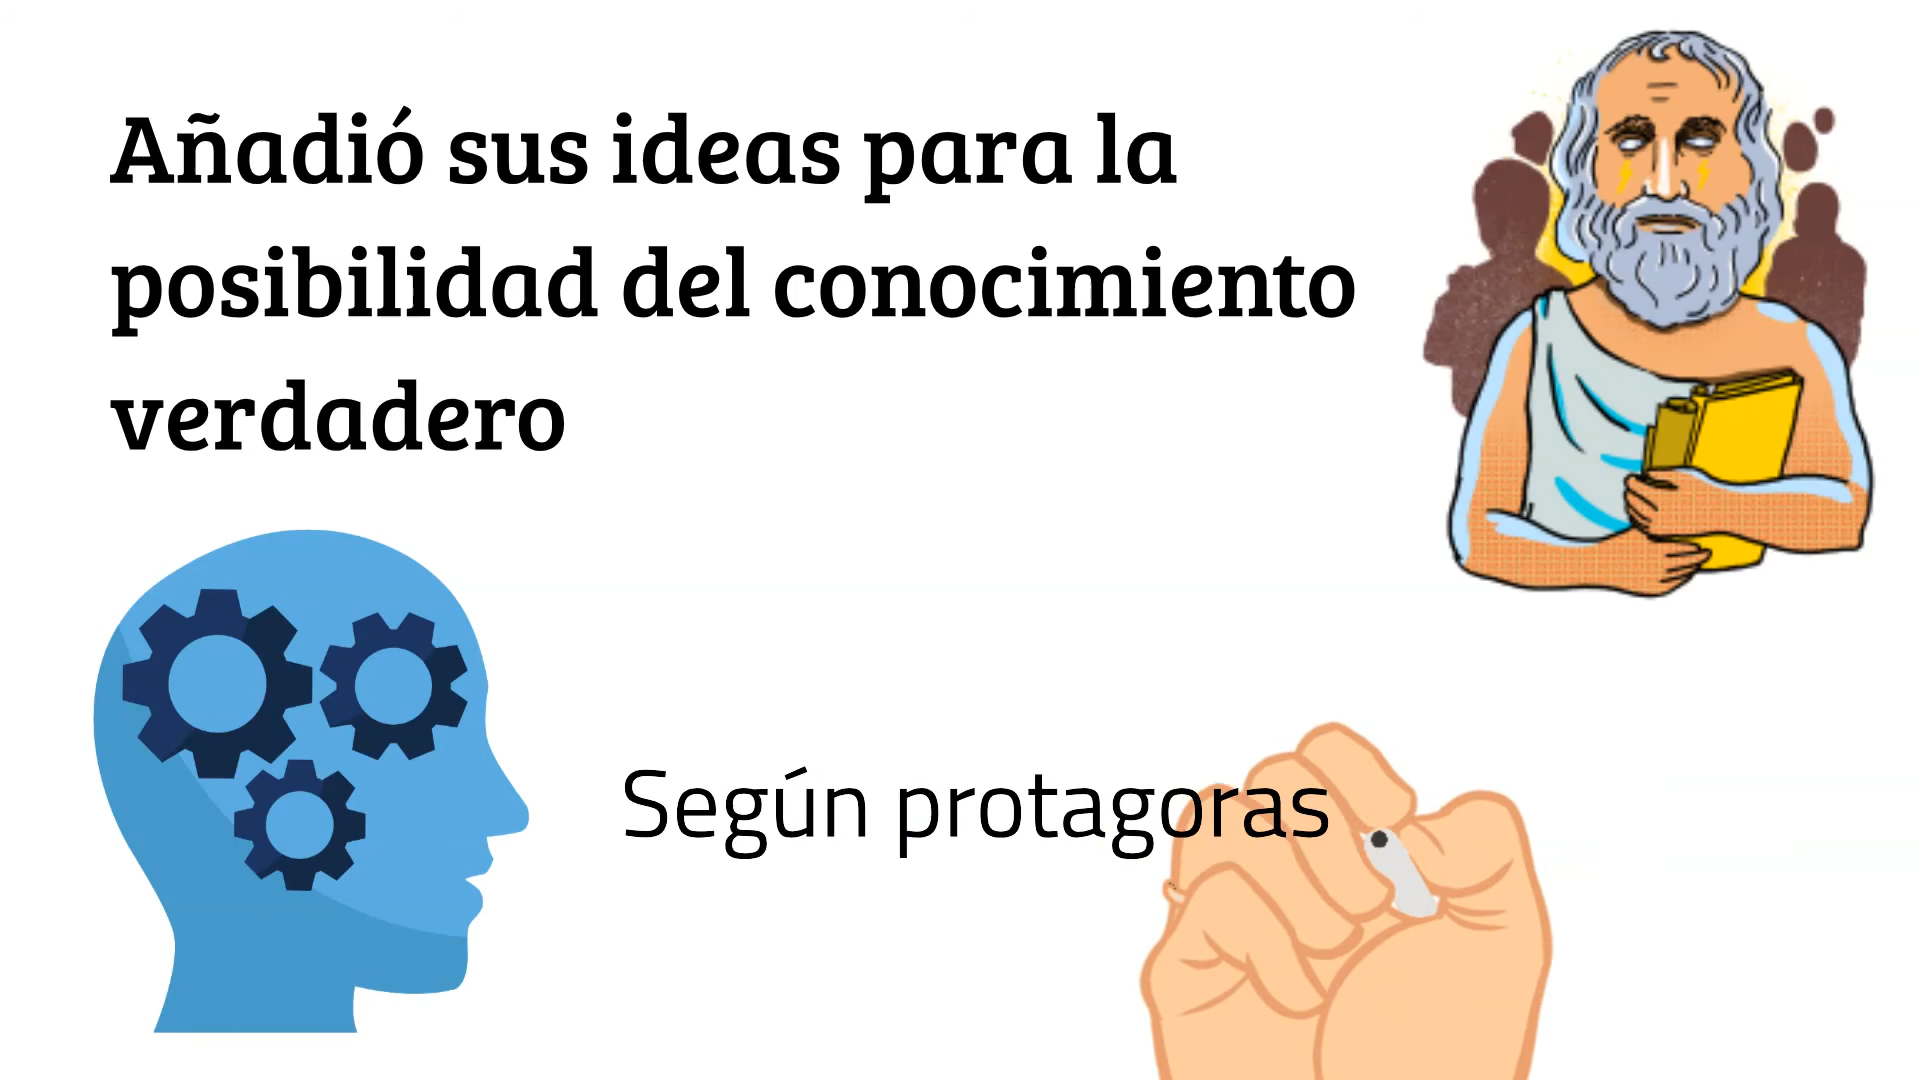 Añadió sus ideas para la
posibilidad del conocimiento
verdadero
Según protagoras